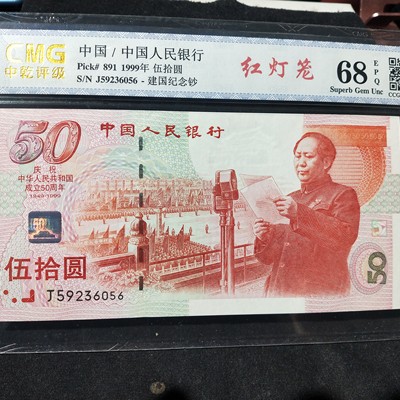 CMG
中乾评级
中国 / 中国人民银行
Pick# 891 1999年 伍拾圆
S/N J59236056 - 建国纪念钞
红灯笼
68
EPQ
Superb Gem Unc
CCG
50
中国人民银行
庆祝
中华人民共和国
成立50周年
1949-1999
伍拾圆
J59236056
50